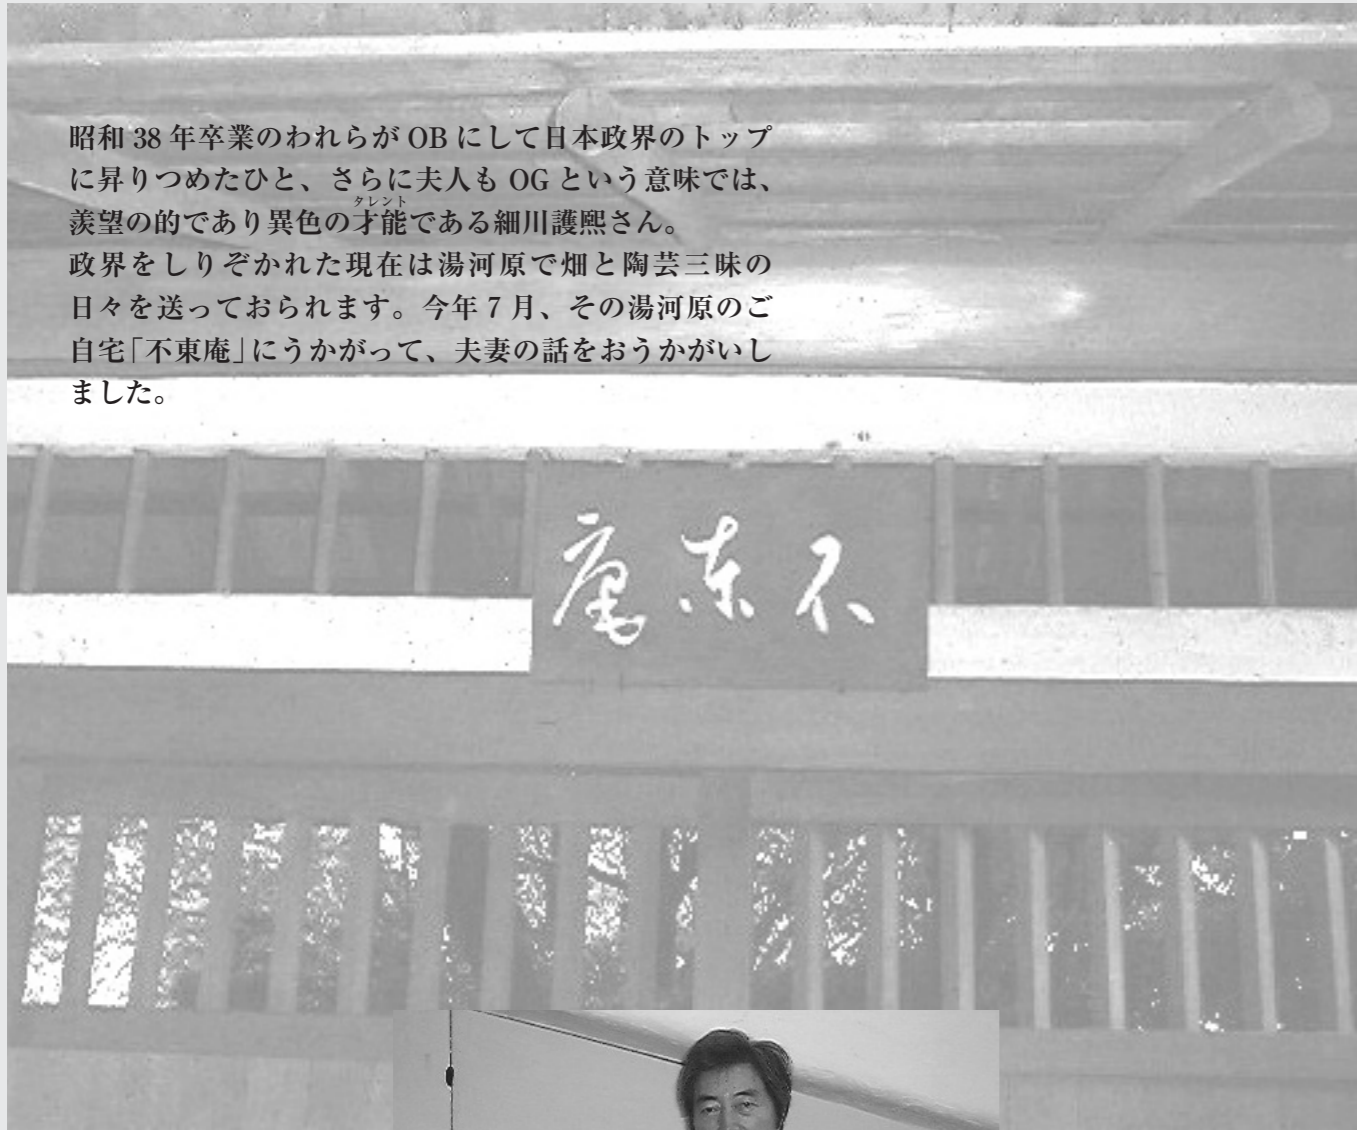 昭和 38 年卒業のわれらが OB にして日本政界のトップ
に昇りつめたひと、さらに夫人も OG という意味では、
タレント
羨望の的であり異色の才能である細川護熙さん。
政界をしりぞかれた現在は湯河原で畑と陶芸三昧の
日々を送っておられます。今年 7 月、その湯河原のご
自宅「不東庵」にうかがって、夫妻の話をおうかがいし
ました。
不東庵